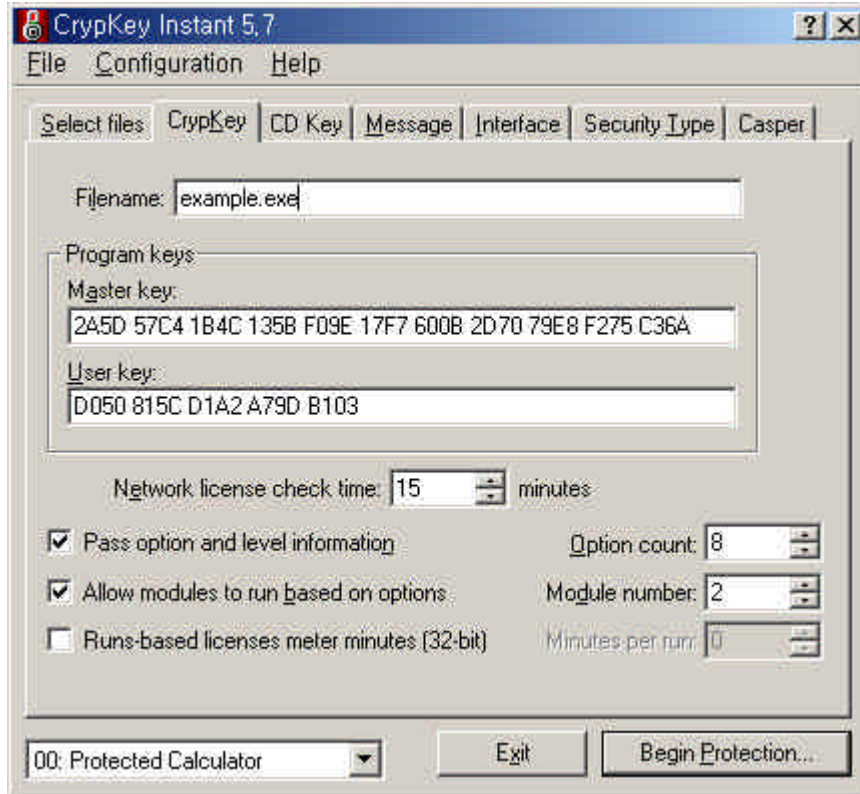 CrypKey Instant 5,7
File Configuration Help
Select files CrypKey CD Key Message Interface Security Type Casper
Filename: example.exe
Program keys
Master key:
2A5D 57C4 1B4C 135B F09E 17F7 600B 2D70 79E8 F275 C36A
User key:
D050 815C D1A2 A79D B103
Network license check time: 15 minutes
Pass option and level information Option count: 8
Allow modules to run based on options Module number: 2
Runs-based licenses meter minutes (32-bit) Minutes per run: 0
00: Protected Calculator Exit Begin Protection...